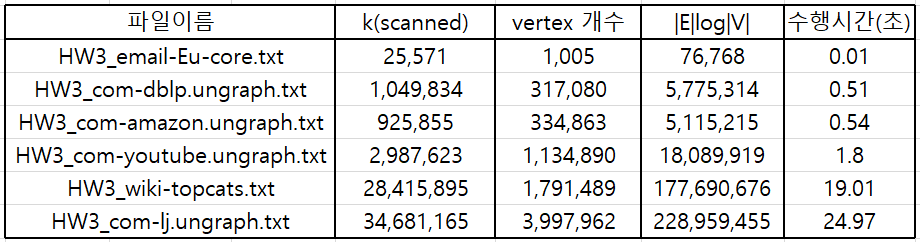 파일이름 k(scanned) vertex 개수 |E|log|V| 수행시간(초)
HW3_email-Eu-core.txt 25,571 1,005 76,768 0.01
HW3_com-dblp.ungraph.txt 1,049,834 317,080 5,775,314 0.51
HW3_com-amazon.ungraph.txt 925,855 334,863 5,115,215 0.54
HW3_com-youtube.ungraph.txt 2,987,623 1,134,890 18,089,919 1.8
HW3_wiki-topcats.txt 28,415,895 1,791,489 177,690,676 19.01
HW3_com-lj.ungraph.txt 34,681,165 3,997,962 228,959,455 24.97